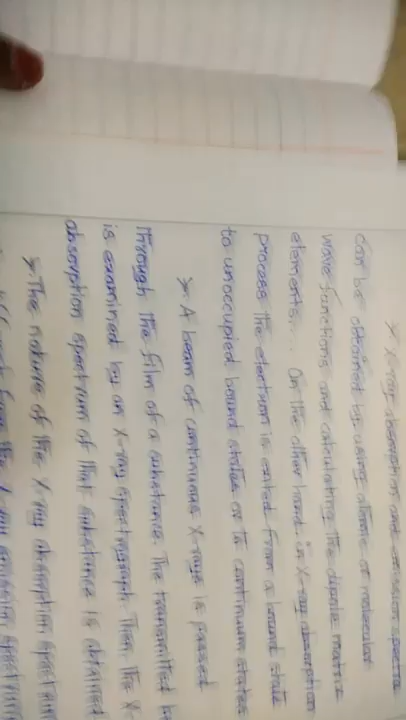 ➢ X-ray absorption and emission spectra
can be obtained by using atomic or molecular
wave functions and calculating the dipole matrix
elements... On the other hand, in X-ray absorption
process the electron is exited from a bound state
to unoccupied bound states or to continuum states
➢ A beam of continuous X-rays is passed
through the film of a substance. The transmitted
is examined by an X-ray spectrograph. Then the X-
absorption spectrum of that substance is obtained
➢ The nature of the X-ray absorption spectrum
different from the X-ray emission spectrum